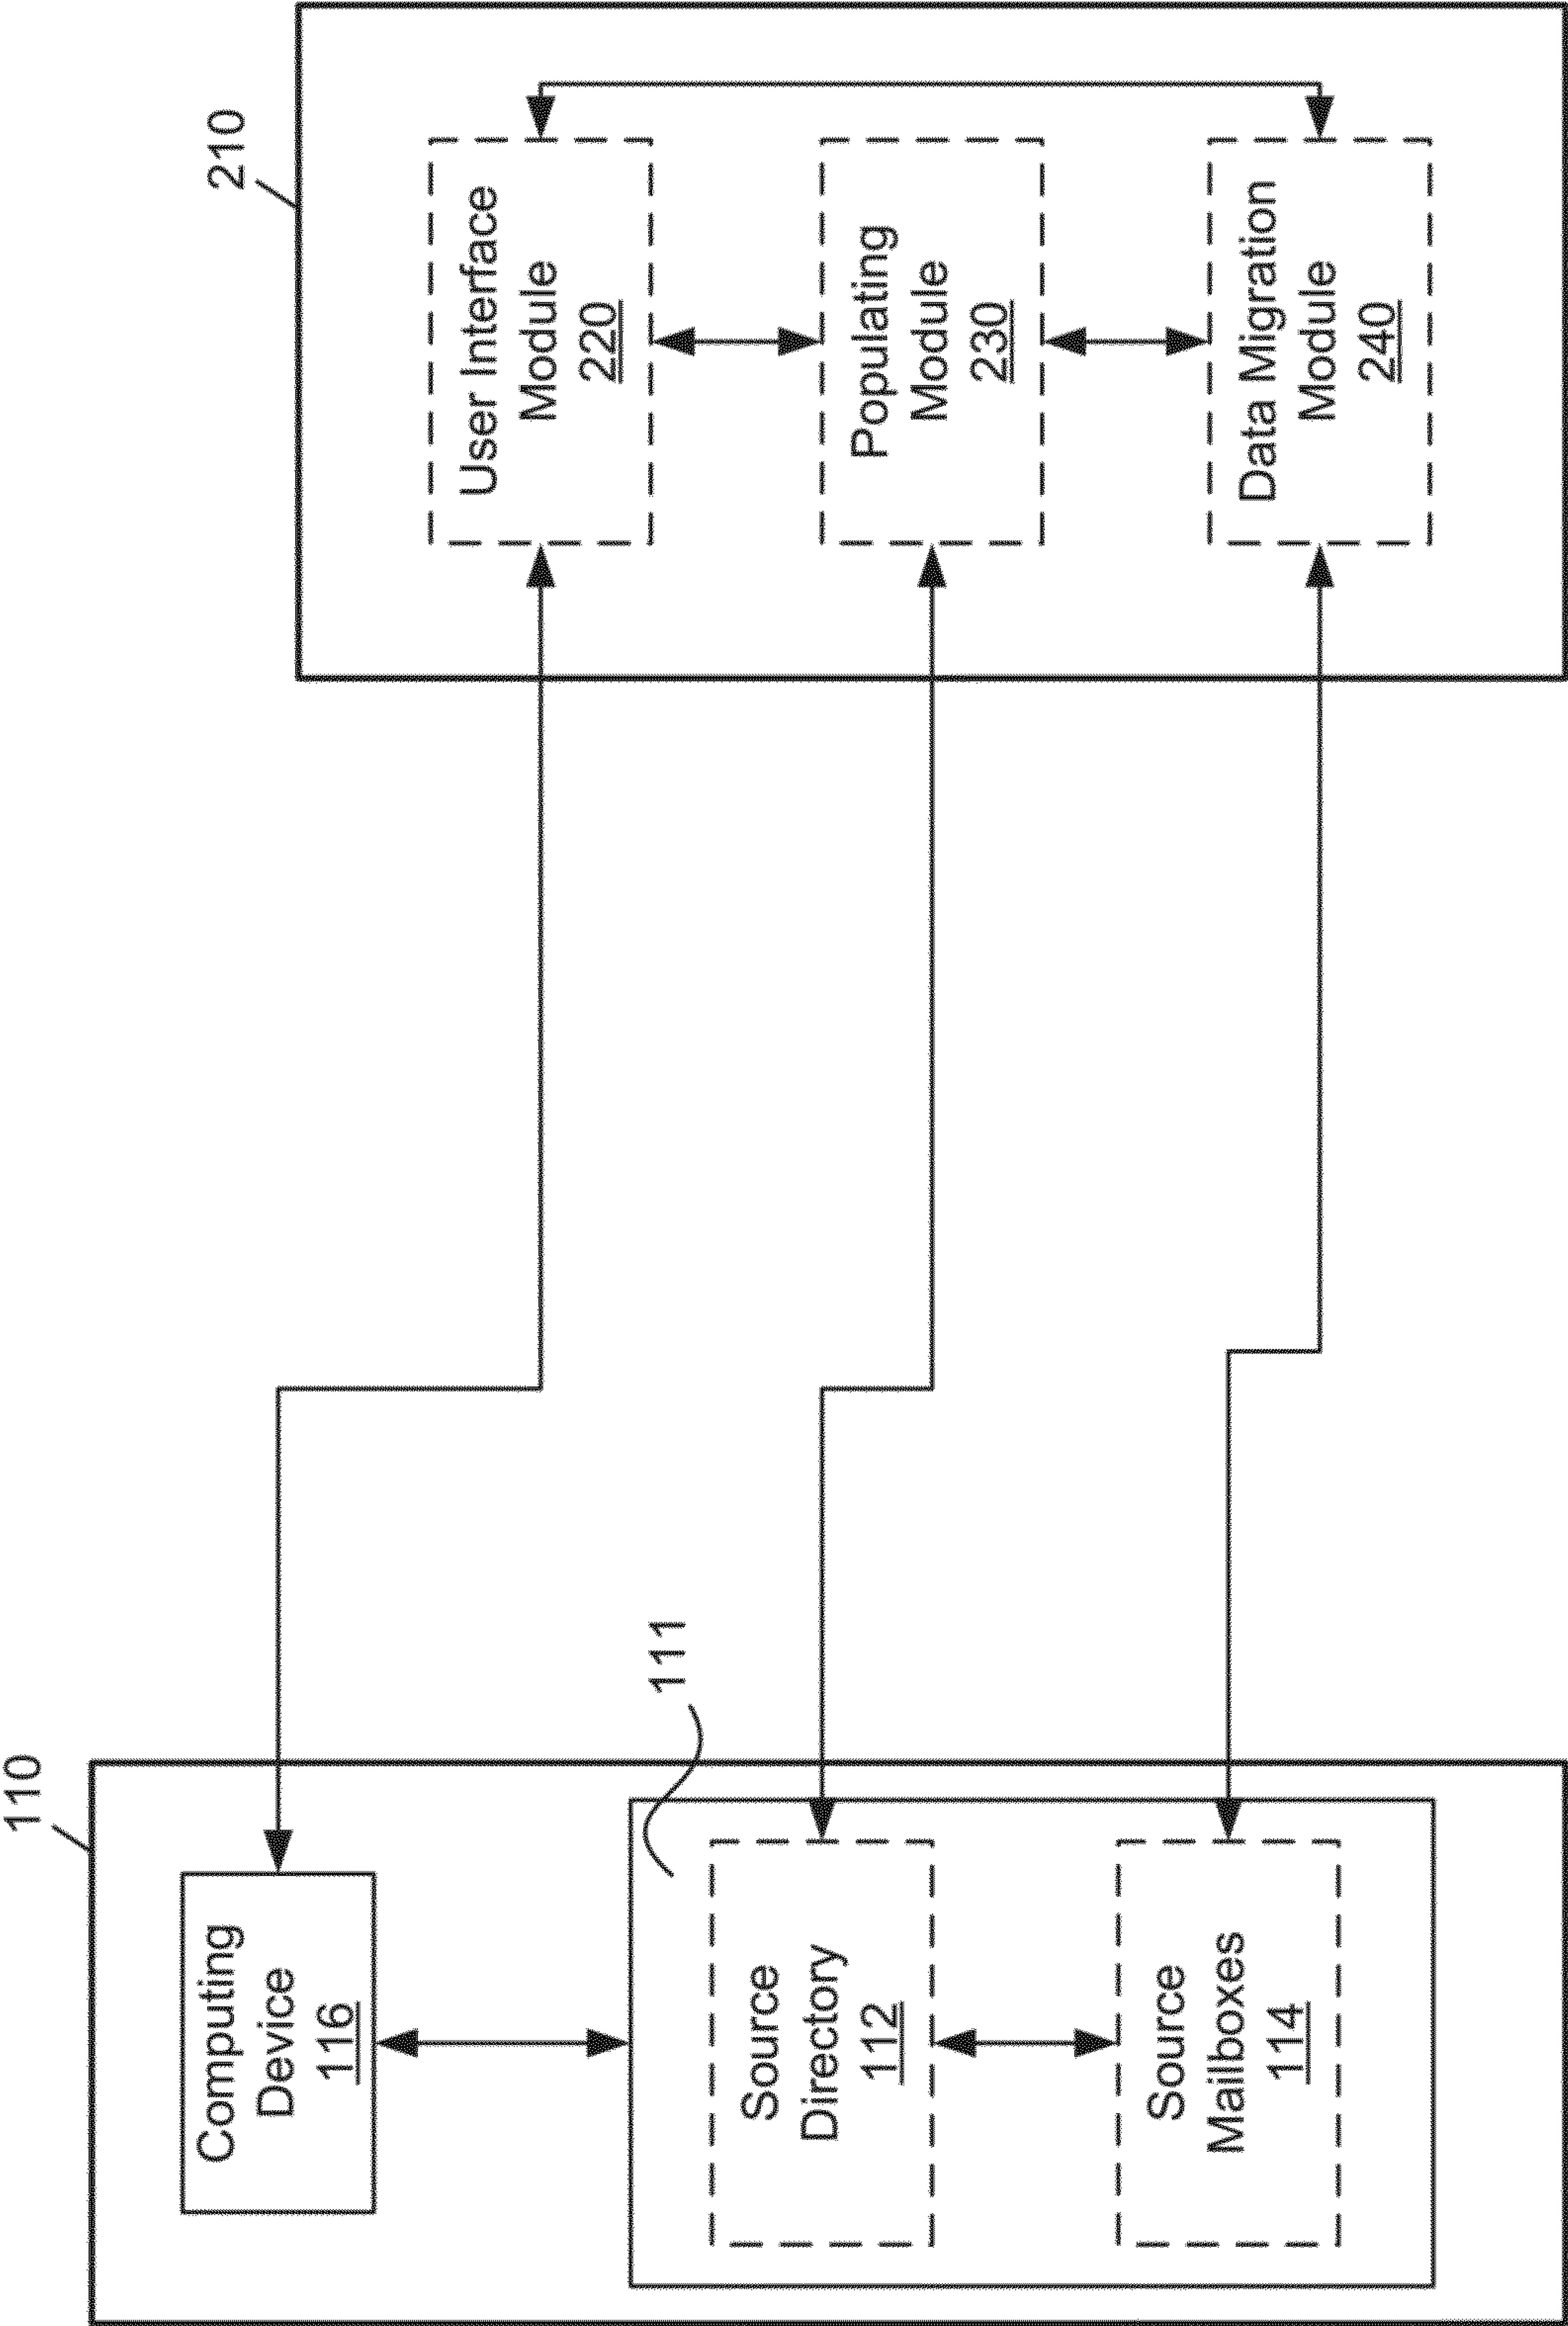 110
Computing
Device
116
111
Source
Directory
112
Source
Mailboxes
114
210
User Interface
Module
220
Populating
Module
230
Data Migration
Module
240